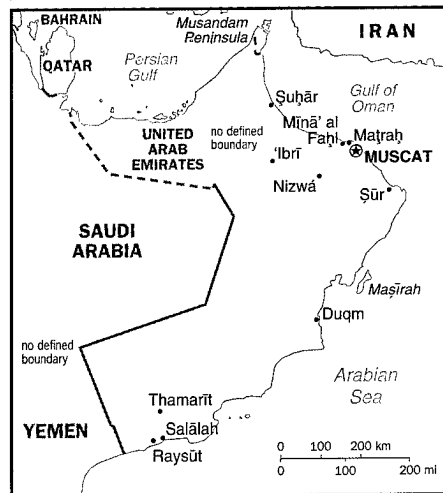 BAHRAIN
Musandam
Peninsula
IRAN
QATAR
Persian
Gulf
Gulf of
Oman
Şuḩār
Mīnā' al
Faḩl
Maţraḩ
MUSCAT
UNITED
ARAB
EMIRATES
no defined
boundary
'Ibrī
Nizwá
Şūr
SAUDI
ARABIA
Maşīrah
Duqm
no defined
boundary
Arabian
Sea
Thamarīt
YEMEN
Salālaḩ
Raysūt
0 100 200 km
0 100 200 mi